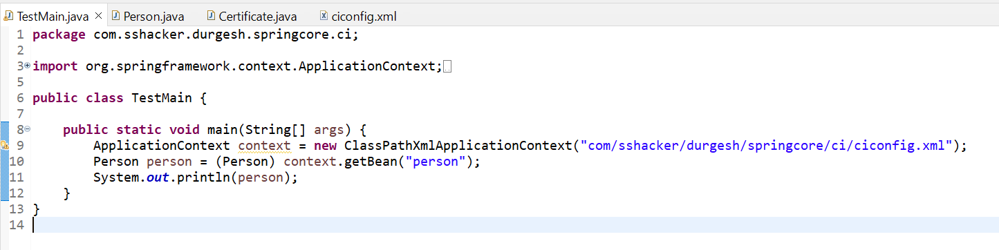 TestMain.java Person.java Certificate.java ciconfig.xml
1 package com.sshacker.durgesh.springcore.ci;
2
3 import org.springframework.context.ApplicationContext;
5
6 public class TestMain {
7
8 public static void main(String[] args) {
9 ApplicationContext context = new ClassPathXmlApplicationContext("com/sshacker/durgesh/springcore/ci/ciconfig.xml");
10 Person person = (Person) context.getBean("person");
11 System.out.println(person);
12 }
13 }
14